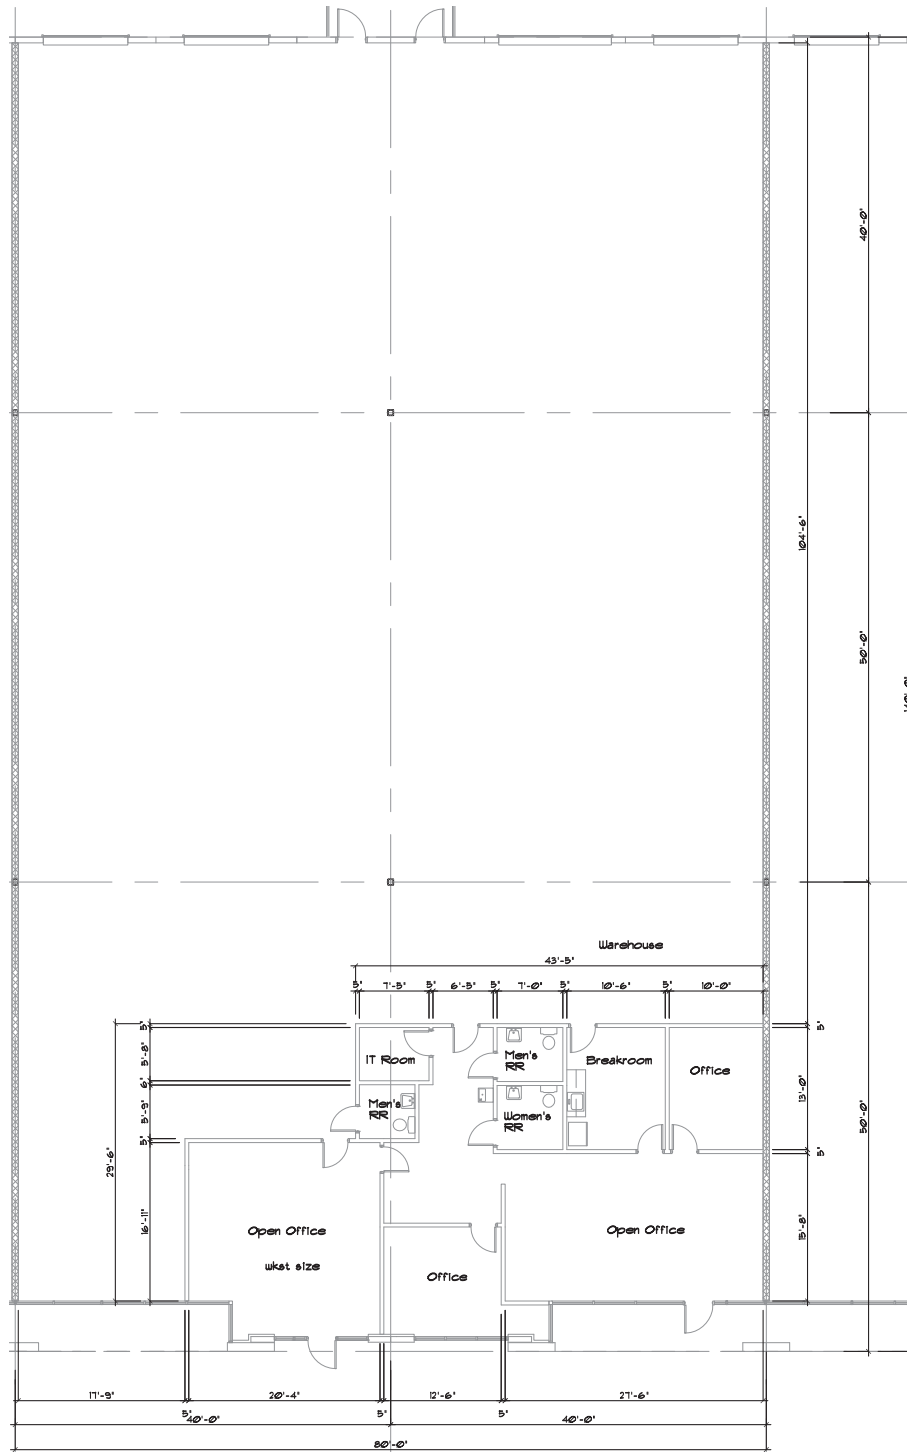 40'-0"
104'-6"
50'-0"
Warehouse
43'-5"
5" 7'-5" 5" 6'-5" 5" 7'-0" 5" 10'-6" 5" 10'-0"
5"
5'-8"
6"
5'-9"
5"
29'-6"
16'-11"
IT Room
Men's
RR
Men's
RR
Women's
RR
Breakroom
Office
5"
13'-0"
5"
50'-0"
15'-8"
Open Office
wkst size
Office
Open Office
17'-9" 5" 20'-4" 5" 12'-6" 5" 27'-6"
40'-0" 40'-0"
80'-0"